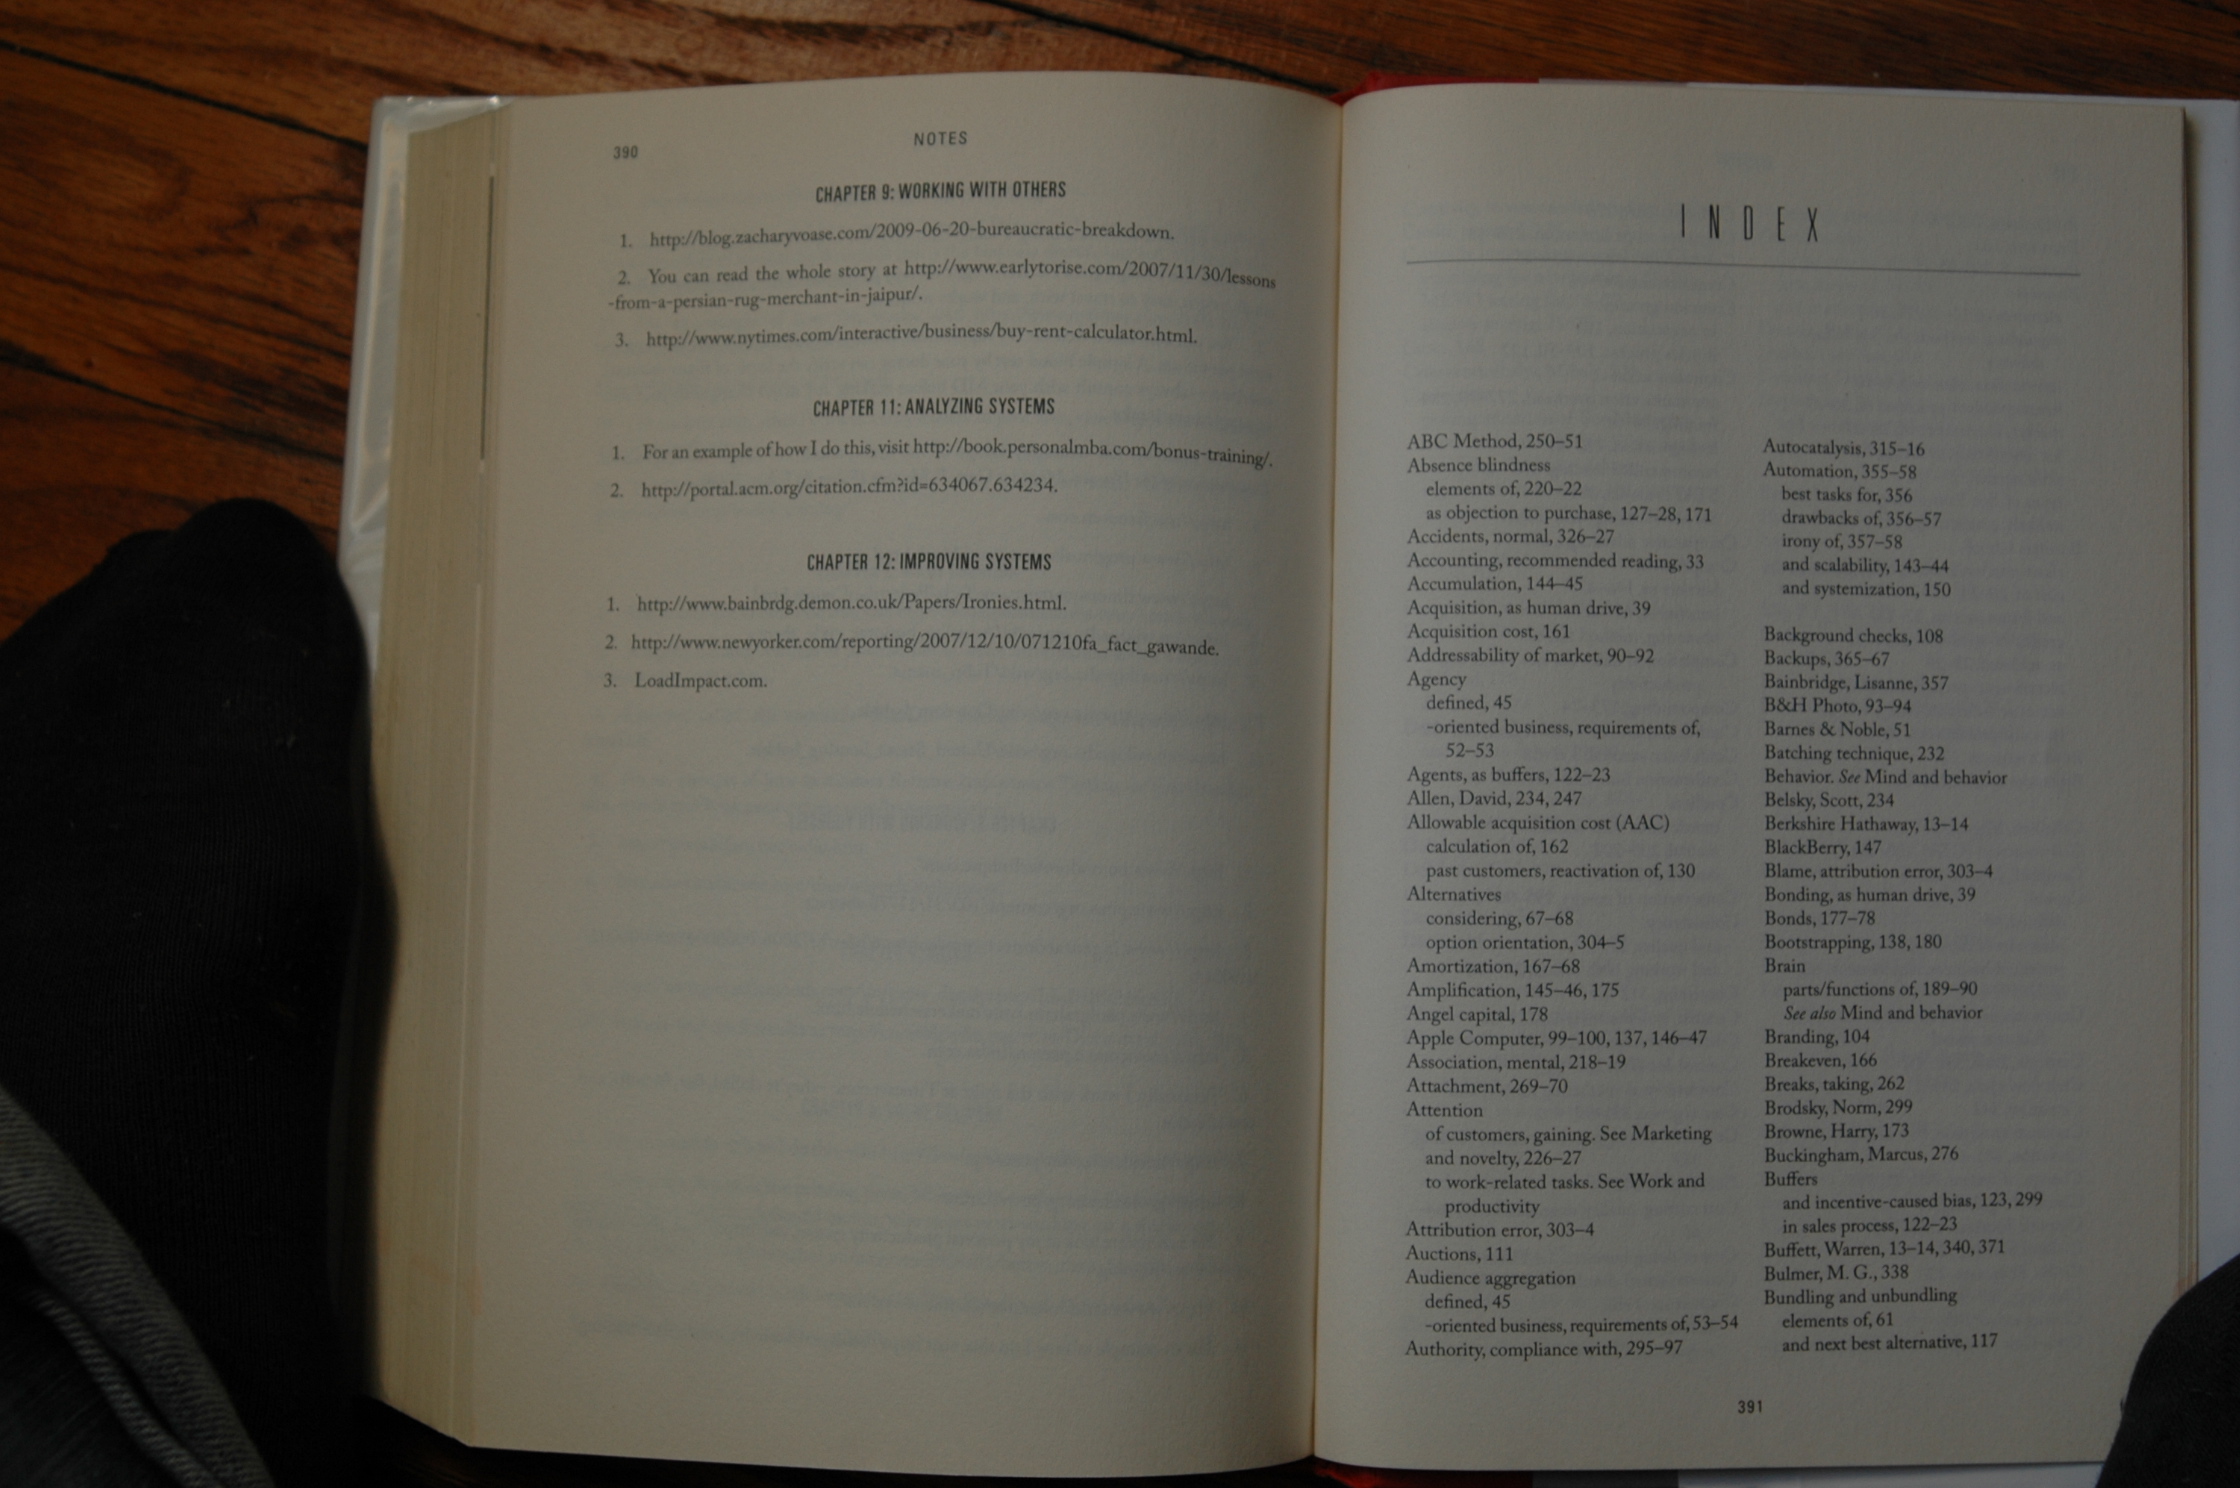 390
NOTES
CHAPTER 9: WORKING WITH OTHERS
1. http://blog.zacharyvoase.com/2009-06-20-bureaucratic-breakdown.
2. You can read the whole story at http://www.earlytorise.com/2007/11/30/lessons
-from-a-persian-rug-merchant-in-jaipur/.
3. http://www.nytimes.com/interactive/business/buy-rent-calculator.html.
CHAPTER 11: ANALYZING SYSTEMS
1. For an example of how I do this, visit http://book.personalmba.com/bonus-training/.
2. http://portal.acm.org/citation.cfm?id=634067.634234.
CHAPTER 12: IMPROVING SYSTEMS
1. http://www.bainbrdg.demon.co.uk/Papers/Ironies.html.
2. http://www.newyorker.com/reporting/2007/12/10/071210fa_fact_gawande.
3. LoadImpact.com.
INDEX
ABC Method, 250–51
Absence blindness
elements of, 220–22
as objection to purchase, 127–28, 171
Accidents, normal, 326–27
Accounting, recommended reading, 33
Accumulation, 144–45
Acquisition, as human drive, 39
Acquisition cost, 161
Addressability of market, 90–92
Agency
defined, 45
-oriented business, requirements of,
52–53
Agents, as buffers, 122–23
Allen, David, 234, 247
Allowable acquisition cost (AAC)
calculation of, 162
past customers, reactivation of, 130
Alternatives
considering, 67–68
option orientation, 304–5
Amortization, 167–68
Amplification, 145–46, 175
Angel capital, 178
Apple Computer, 99–100, 137, 146–47
Association, mental, 218–19
Attachment, 269–70
Attention
of customers, gaining. See Marketing
and novelty, 226–27
to work-related tasks. See Work and
productivity
Attribution error, 303–4
Auctions, 111
Audience aggregation
defined, 45
-oriented business, requirements of, 53–54
Authority, compliance with, 295–97
Autocatalysis, 315–16
Automation, 355–58
best tasks for, 356
drawbacks of, 356–57
irony of, 357–58
and scalability, 143–44
and systemization, 150
Background checks, 108
Backups, 365–67
Bainbridge, Lisanne, 357
B&H Photo, 93–94
Barnes & Noble, 51
Batching technique, 232
Behavior. See Mind and behavior
Belsky, Scott, 234
Berkshire Hathaway, 13–14
BlackBerry, 147
Blame, attribution error, 303–4
Bonding, as human drive, 39
Bonds, 177–78
Bootstrapping, 138, 180
Brain
parts/functions of, 189–90
See also Mind and behavior
Branding, 104
Breakeven, 166
Breaks, taking, 262
Brodsky, Norm, 299
Browne, Harry, 173
Buckingham, Marcus, 276
Buffers
and incentive-caused bias, 123, 299
in sales process, 122–23
Buffett, Warren, 13–14, 340, 371
Bulmer, M. G., 338
Bundling and unbundling
elements of, 61
and next best alternative, 117
391